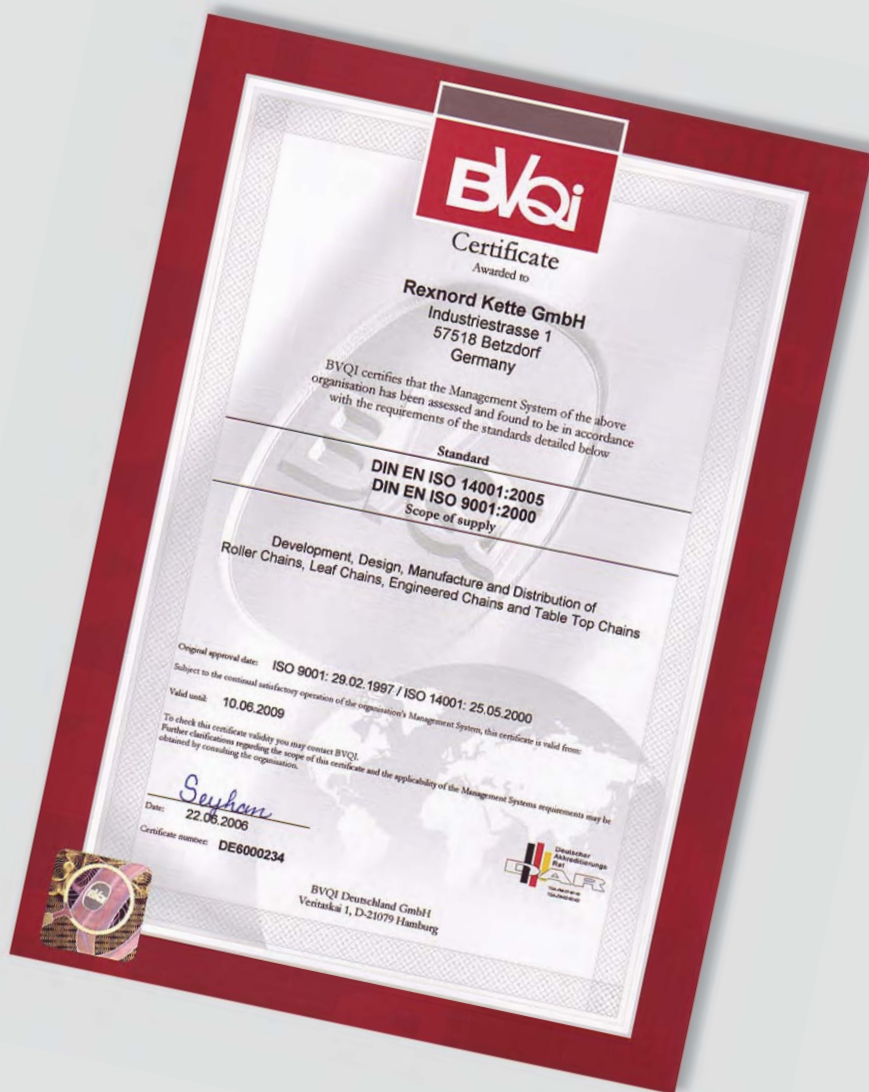 BVQi
Certificate
Awarded to
Rexnord Kette GmbH
Industriestrasse 1
57518 Betzdorf
Germany
BVQI certifies that the Management System of the above
organisation has been assessed and found to be in accordance
with the requirements of the standards detailed below
Standard
DIN EN ISO 14001:2005
DIN EN ISO 9001:2000
Scope of supply
Development, Design, Manufacture and Distribution of
Roller Chains, Leaf Chains, Engineered Chains and Table Top Chains
Original approval date: ISO 9001: 29.02.1997 / ISO 14001: 25.05.2000
Subject to the continual satisfactory operation of the organisation's Management System, this certificate is valid from:
Valid until: 10.06.2009
To check this certificate validity you may contact BVQI.
Further clarifications regarding the scope of this certificate and the applicability of the Management Systems requirements may be
obtained by consulting the organisation.
Seyhan
Date: 22.06.2006
Certificate number: DE6000234
Deutscher
Akkreditierungs
Rat
DAR
BVQI Deutschland GmbH
Veritaskai 1, D-21079 Hamburg